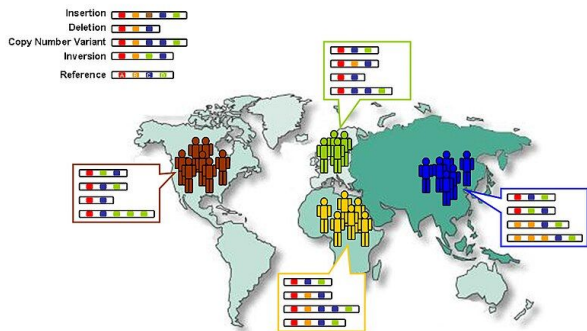 Insertion
Deletion
Copy Number Variant
Inversion
Reference
A B C D